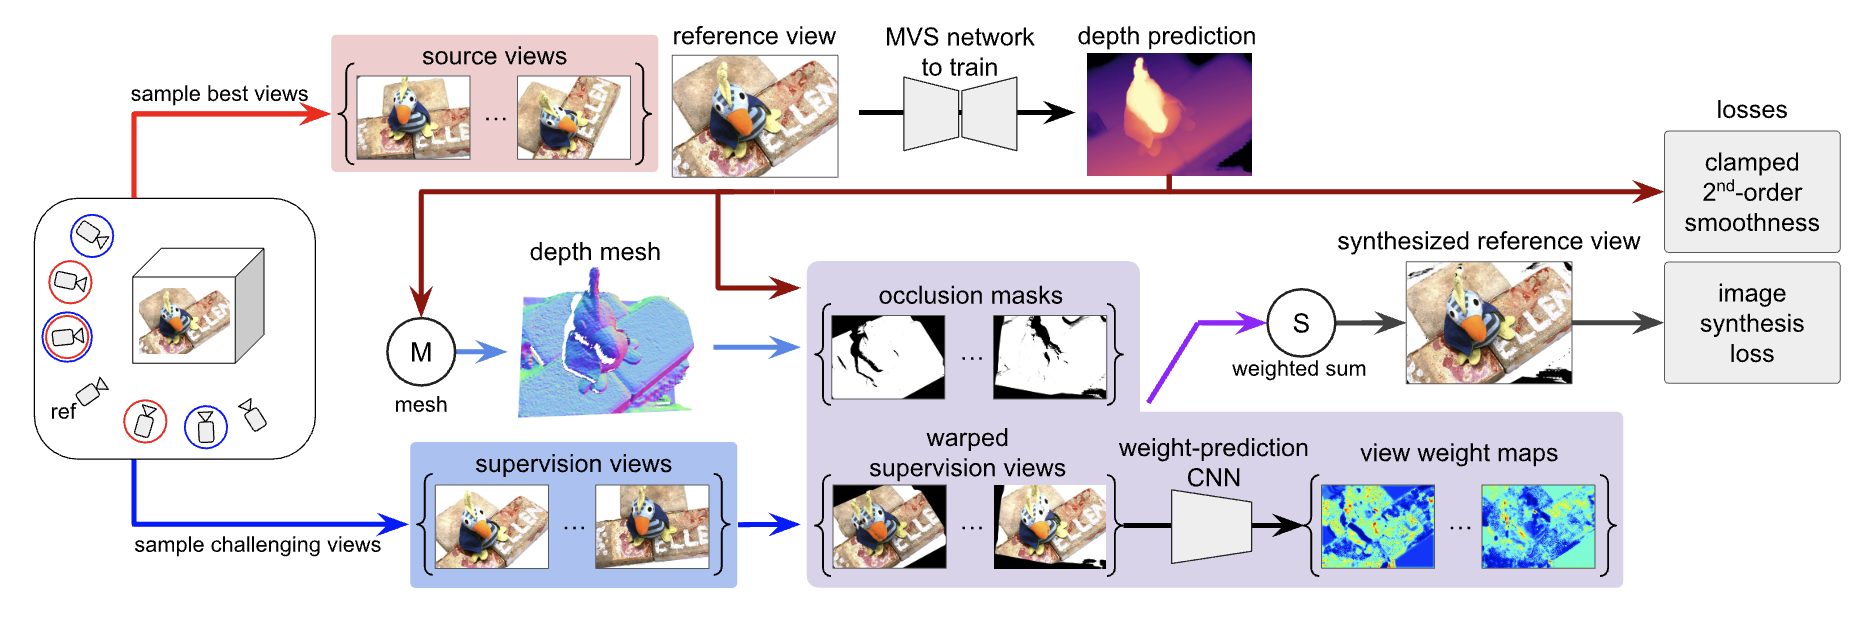 source views
reference view
MVS network
to train
depth prediction
sample best views
...
losses
clamped
2nd-order
smoothness
depth mesh
synthesized reference view
occlusion masks
image
synthesis
loss
M
mesh
...
S
weighted sum
ref
supervision views
warped
supervision views
weight-prediction
CNN
view weight maps
...
...
...
sample challenging views